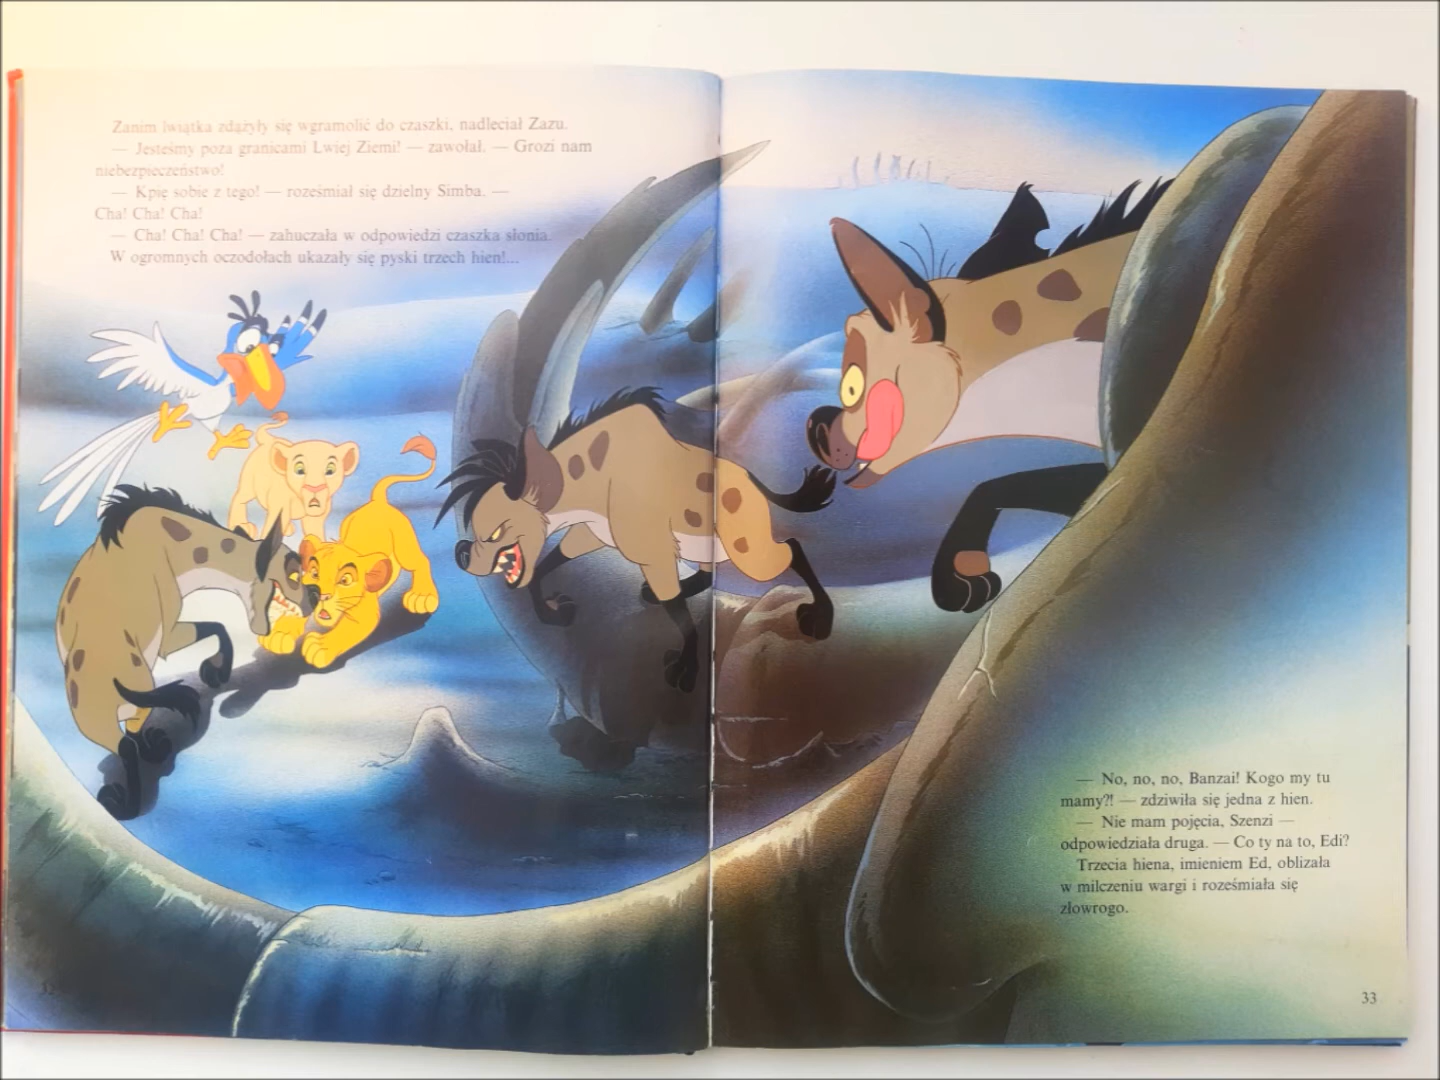 Zanim lwiątka zdążyły się wgramolić do czaszki, nadleciał Zazu.
— Jesteśmy poza granicami Lwiej Ziemi! — zawołał. — Grozi nam
niebezpieczeństwo!
— Kpię sobie z tego! — roześmiał się dzielny Simba. —
Cha! Cha! Cha!
— Cha! Cha! Cha! — zahuczała w odpowiedzi czaszka słonia.
W ogromnych oczodołach ukazały się pyski trzech hien!...
— No, no, no, Banzai! Kogo my tu
mamy?! — zdziwiła się jedna z hien.
— Nie mam pojęcia, Szenzi —
odpowiedziała druga. — Co ty na to, Edi?
Trzecia hiena, imieniem Ed, oblizała
w milczeniu wargi i roześmiała się
złowrogo.
33